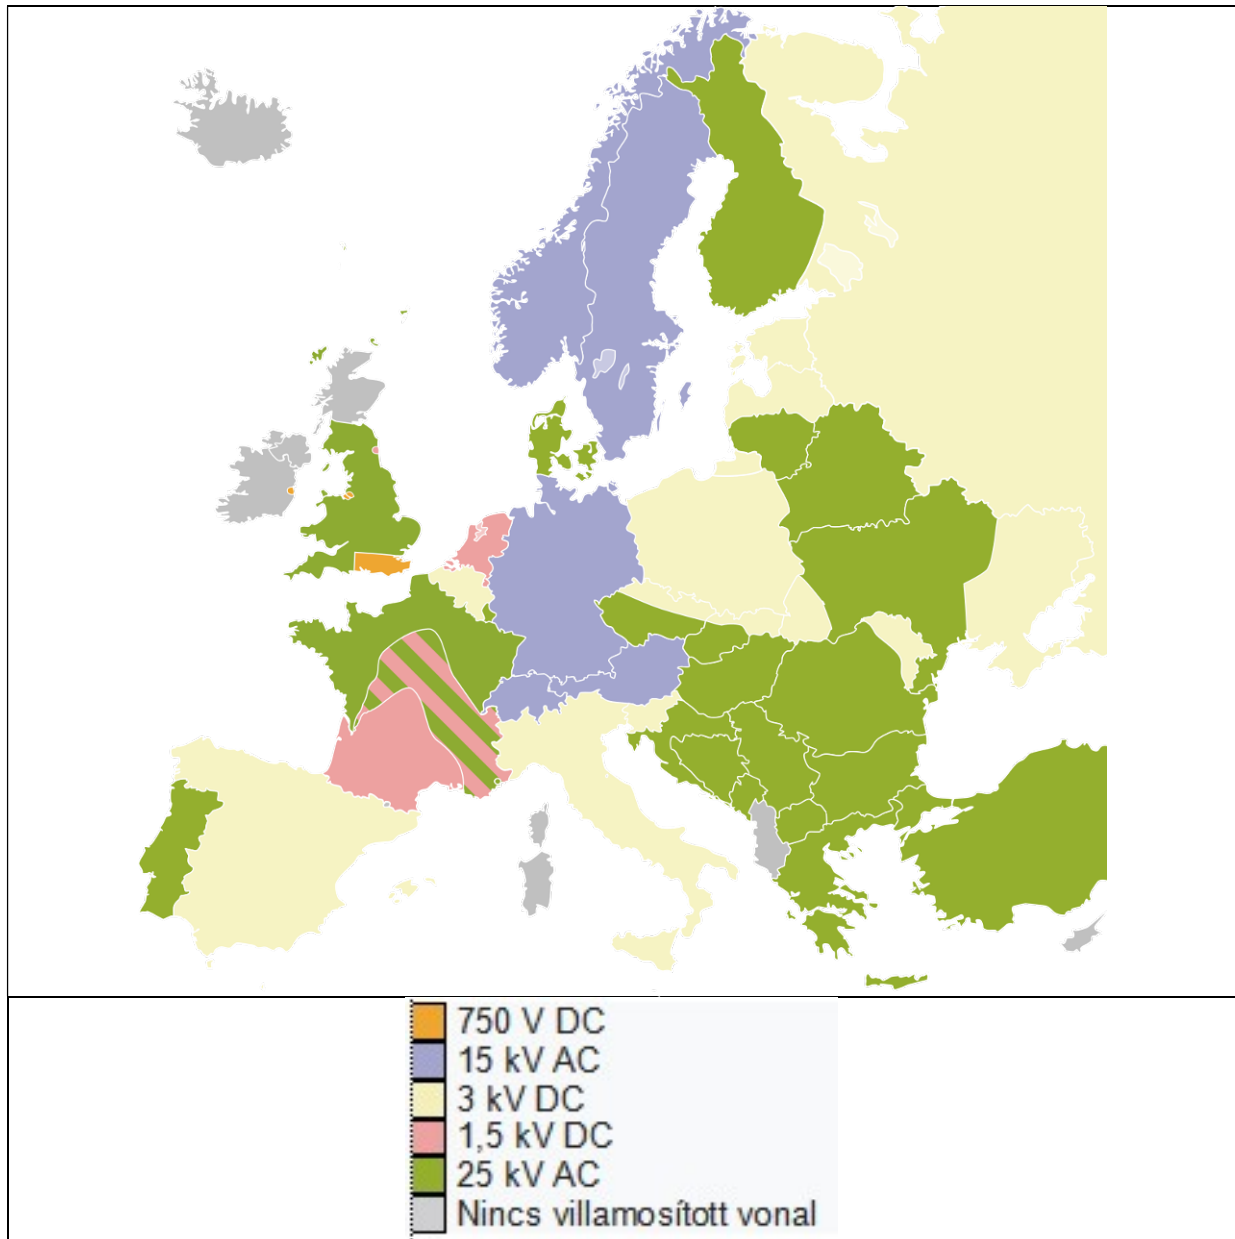 750 V DC
15 kV AC
3 kV DC
1,5 kV DC
25 kV AC
Nincs villamosított vonal